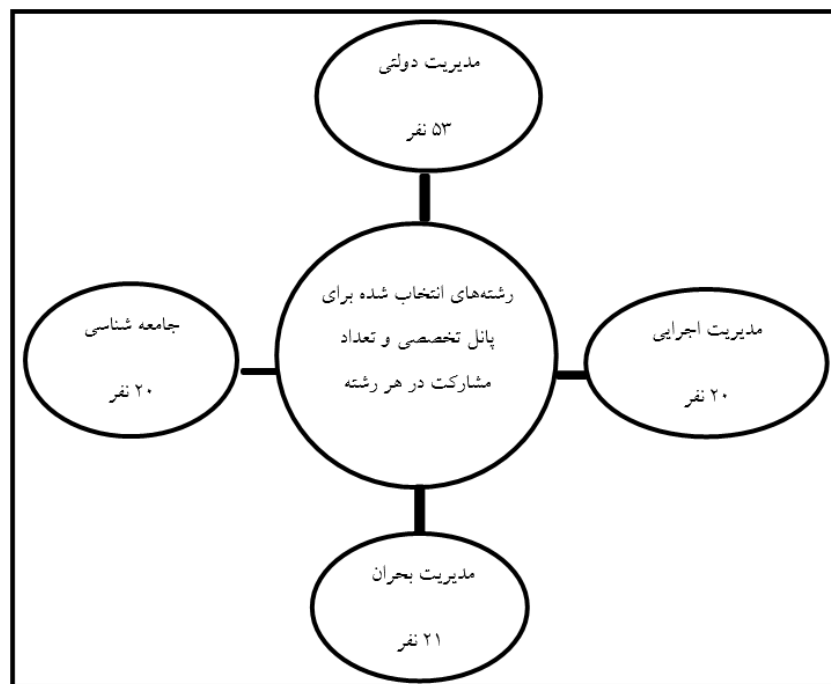 مدیریت دولتی
۵۳ نفر
رشته‌های انتخاب شده برای
پانل تخصصی و تعداد
مشارکت در هر رشته
مدیریت اجرایی
۲۰ نفر
جامعه شناسی
۲۰ نفر
مدیریت بحران
۲۱ نفر